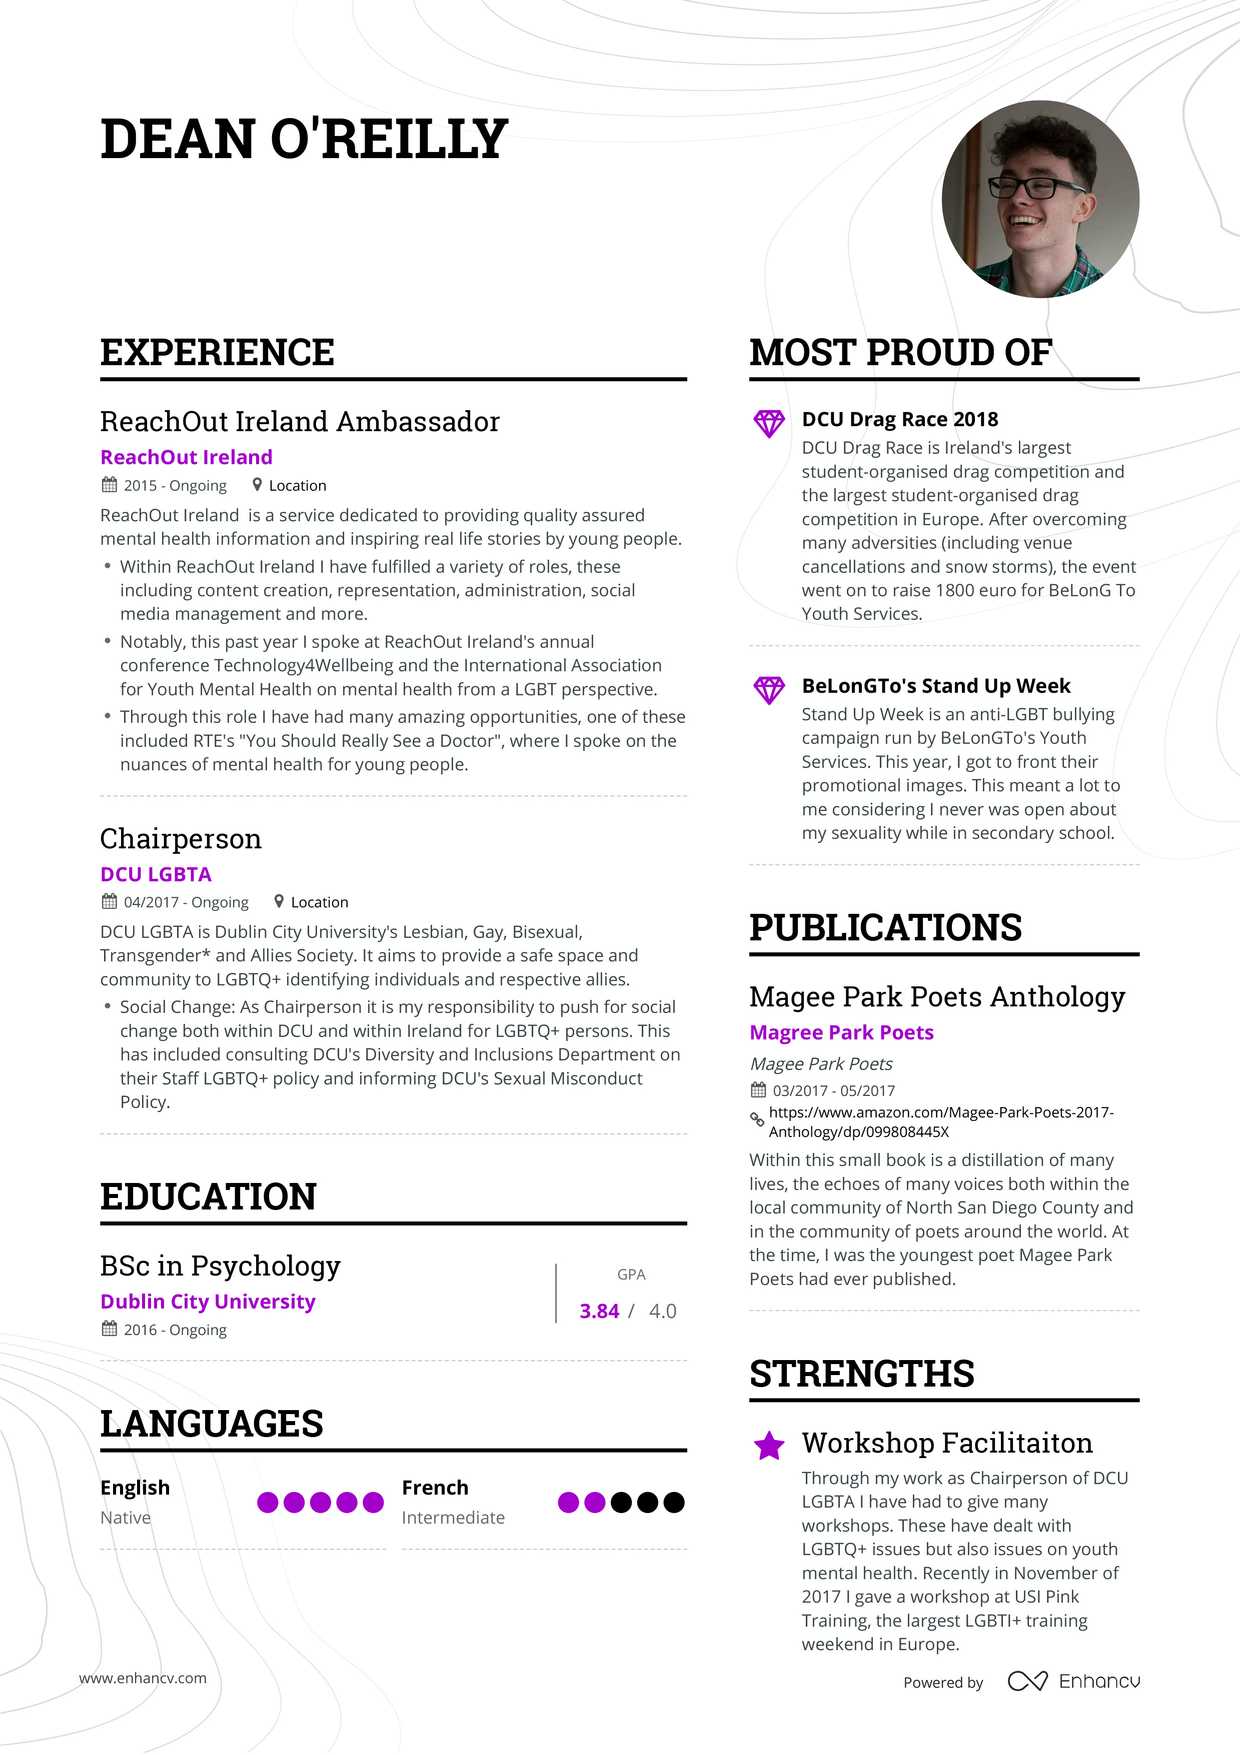 DEAN O'REILLY
EXPERIENCE
ReachOut Ireland Ambassador
ReachOut Ireland
2015 - Ongoing Location
ReachOut Ireland is a service dedicated to providing quality assured
mental health information and inspiring real life stories by young people.
• Within ReachOut Ireland I have fulfilled a variety of roles, these
including content creation, representation, administration, social
media management and more.
• Notably, this past year I spoke at ReachOut Ireland's annual
conference Technology4Wellbeing and the International Association
for Youth Mental Health on mental health from a LGBT perspective.
• Through this role I have had many amazing opportunities, one of these
included RTE's "You Should Really See a Doctor", where I spoke on the
nuances of mental health for young people.
Chairperson
DCU LGBTA
04/2017 - Ongoing Location
DCU LGBTA is Dublin City University's Lesbian, Gay, Bisexual,
Transgender* and Allies Society. It aims to provide a safe space and
community to LGBTQ+ identifying individuals and respective allies.
• Social Change: As Chairperson it is my responsibility to push for social
change both within DCU and within Ireland for LGBTQ+ persons. This
has included consulting DCU's Diversity and Inclusions Department on
their Staff LGBTQ+ policy and informing DCU's Sexual Misconduct
Policy.
EDUCATION
BSc in Psychology
Dublin City University
2016 - Ongoing
GPA
3.84 / 4.0
LANGUAGES
English
Native
French
Intermediate
MOST PROUD OF
DCU Drag Race 2018
DCU Drag Race is Ireland's largest
student-organised drag competition and
the largest student-organised drag
competition in Europe. After overcoming
many adversities (including venue
cancellations and snow storms), the event
went on to raise 1800 euro for BeLonG To
Youth Services.
BeLonGTo's Stand Up Week
Stand Up Week is an anti-LGBT bullying
campaign run by BeLonGTo's Youth
Services. This year, I got to front their
promotional images. This meant a lot to
me considering I never was open about
my sexuality while in secondary school.
PUBLICATIONS
Magee Park Poets Anthology
Magree Park Poets
Magee Park Poets
03/2017 - 05/2017
https://www.amazon.com/Magee-Park-Poets-2017-
Anthology/dp/099808445X
Within this small book is a distillation of many
lives, the echoes of many voices both within the
local community of North San Diego County and
in the community of poets around the world. At
the time, I was the youngest poet Magee Park
Poets had ever published.
STRENGTHS
Workshop Facilitaiton
Through my work as Chairperson of DCU
LGBTA I have had to give many
workshops. These have dealt with
LGBTQ+ issues but also issues on youth
mental health. Recently in November of
2017 I gave a workshop at USI Pink
Training, the largest LGBTI+ training
weekend in Europe.
www.enhancv.com
Powered by Enhancv